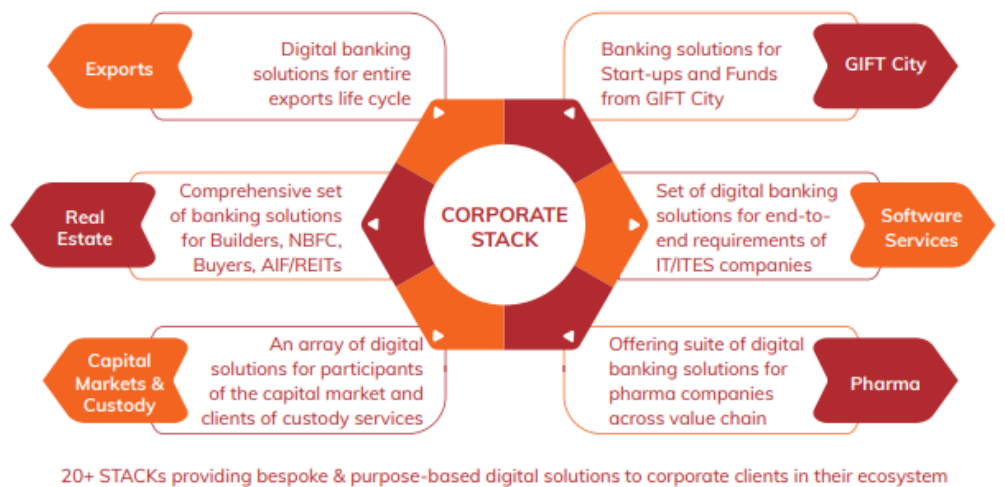 Exports
Digital banking
solutions for entire
exports life cycle
Banking solutions for
Start-ups and Funds
from GIFT City
GIFT City
Real
Estate
Comprehensive set
of banking solutions
for Builders, NBFC,
Buyers, AIF/REITs
CORPORATE
STACK
Set of digital banking
solutions for end-to-
end requirements of
IT/ITES companies
Software
Services
Capital
Markets &
Custody
An array of digital
solutions for participants
of the capital market and
clients of custody services
Offering suite of digital
banking solutions for
pharma companies
across value chain
Pharma
20+ STACKs providing bespoke & purpose-based digital solutions to corporate clients in their ecosystem